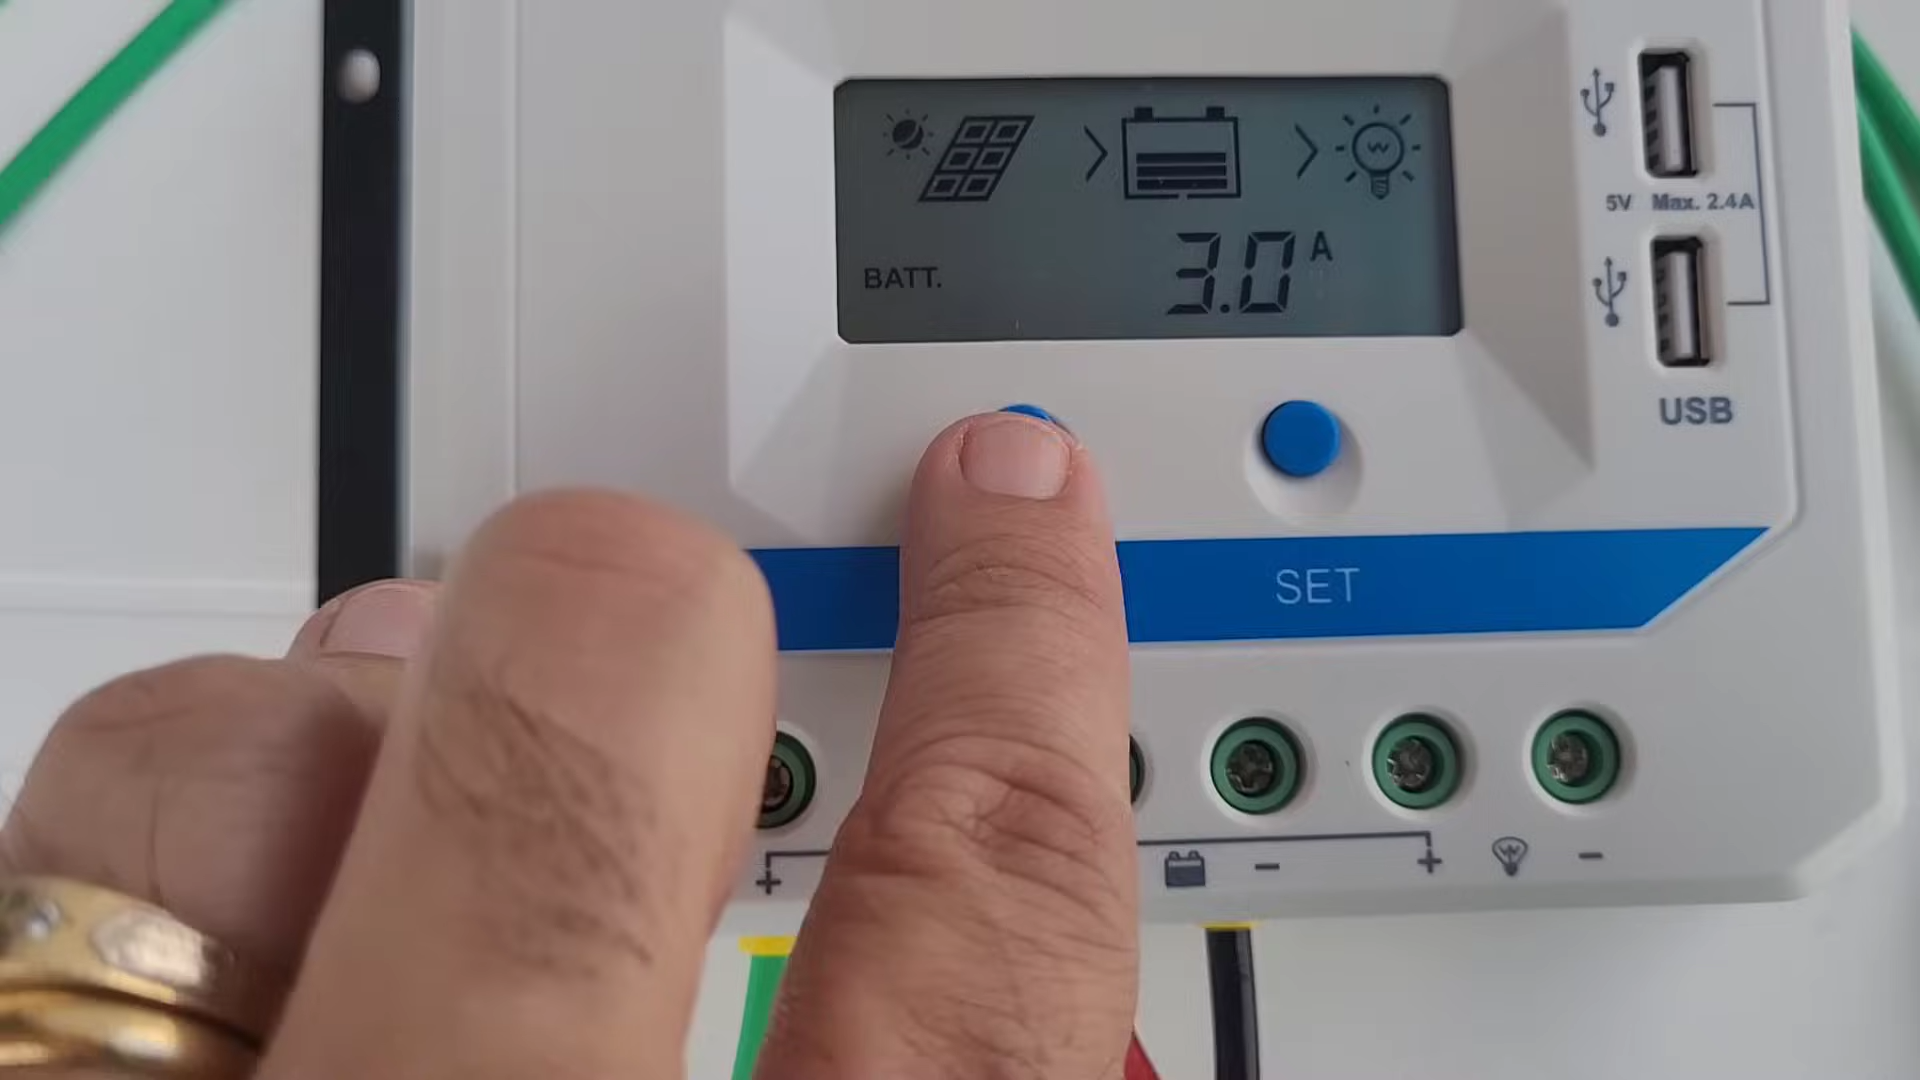 BATT.
3.0 A
5V Max. 2.4A
USB
SET
+ - + -